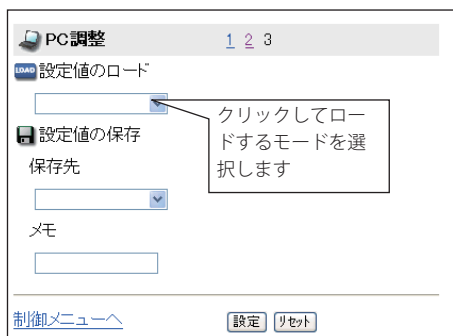 PC調整 1 2 3
LOAD 設定値のロード
クリックしてロー
ドするモードを選
択します
設定値の保存
保存先
メモ
制御メニューへ 設定 リセット